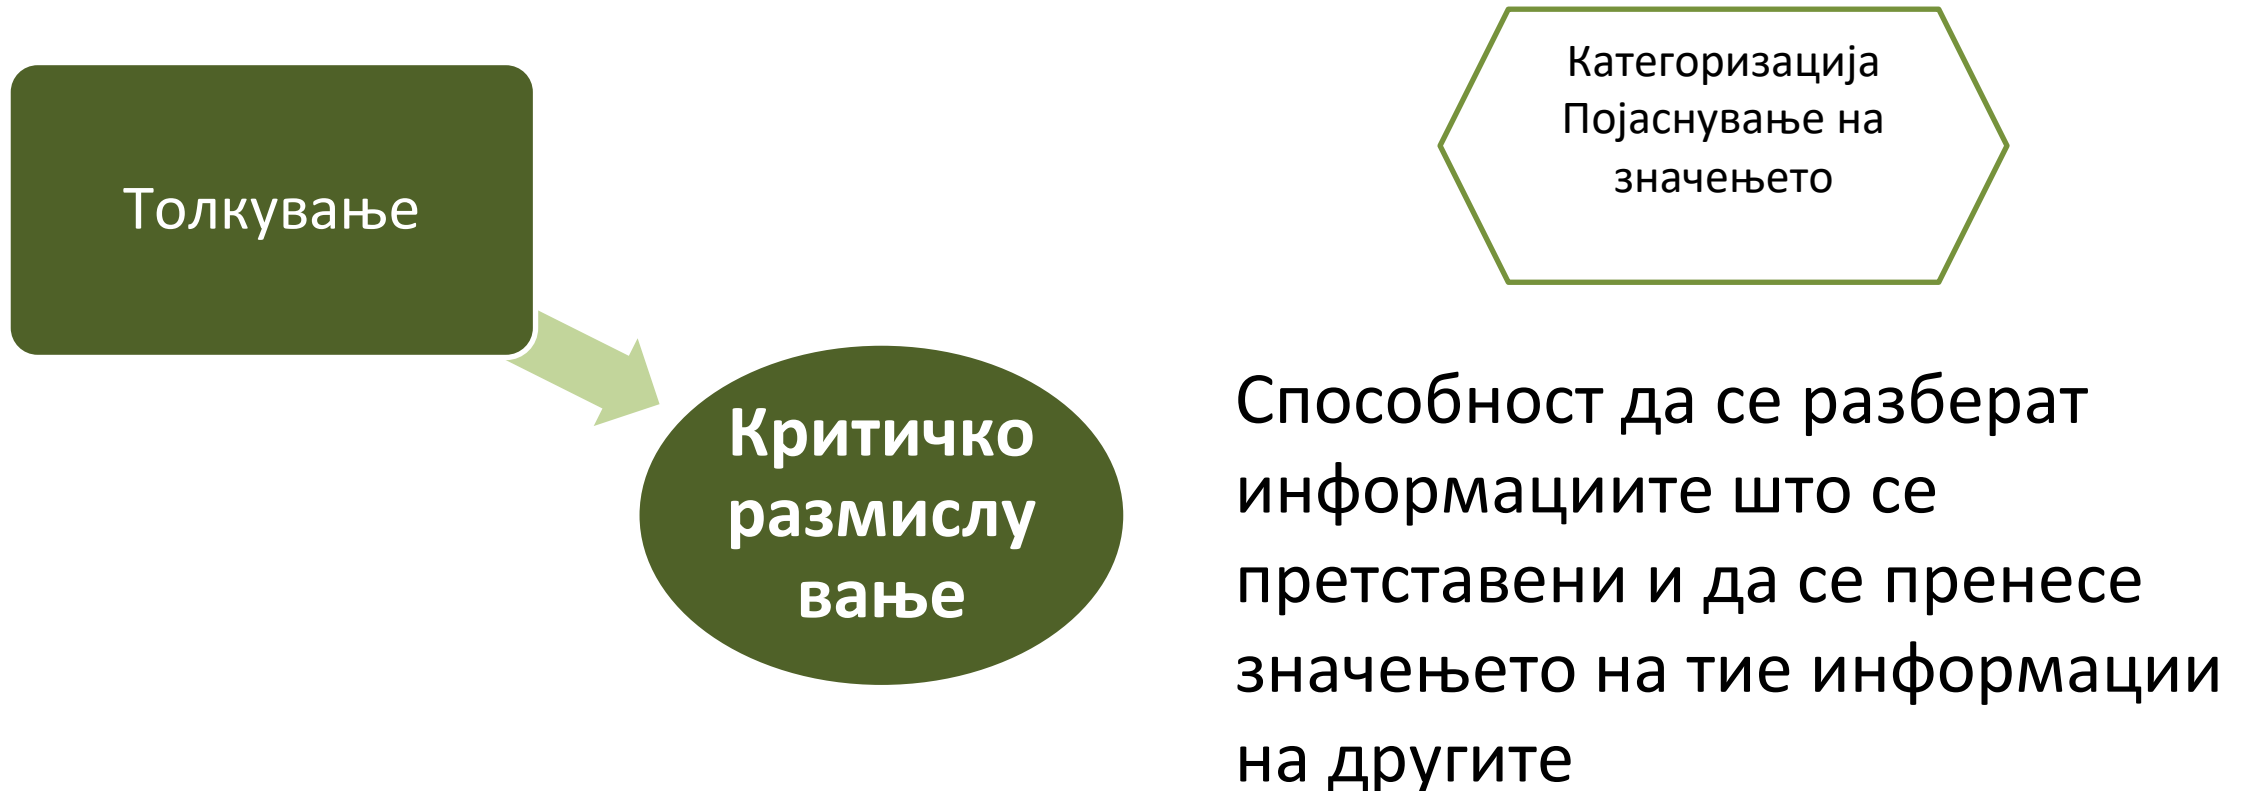 Толкување
Критичко
размислу
вање
Категоризација
Појаснување на
значењето
Способност да се разберат
информациите што се
претставени и да се пренесе
значењето на тие информации
на другите